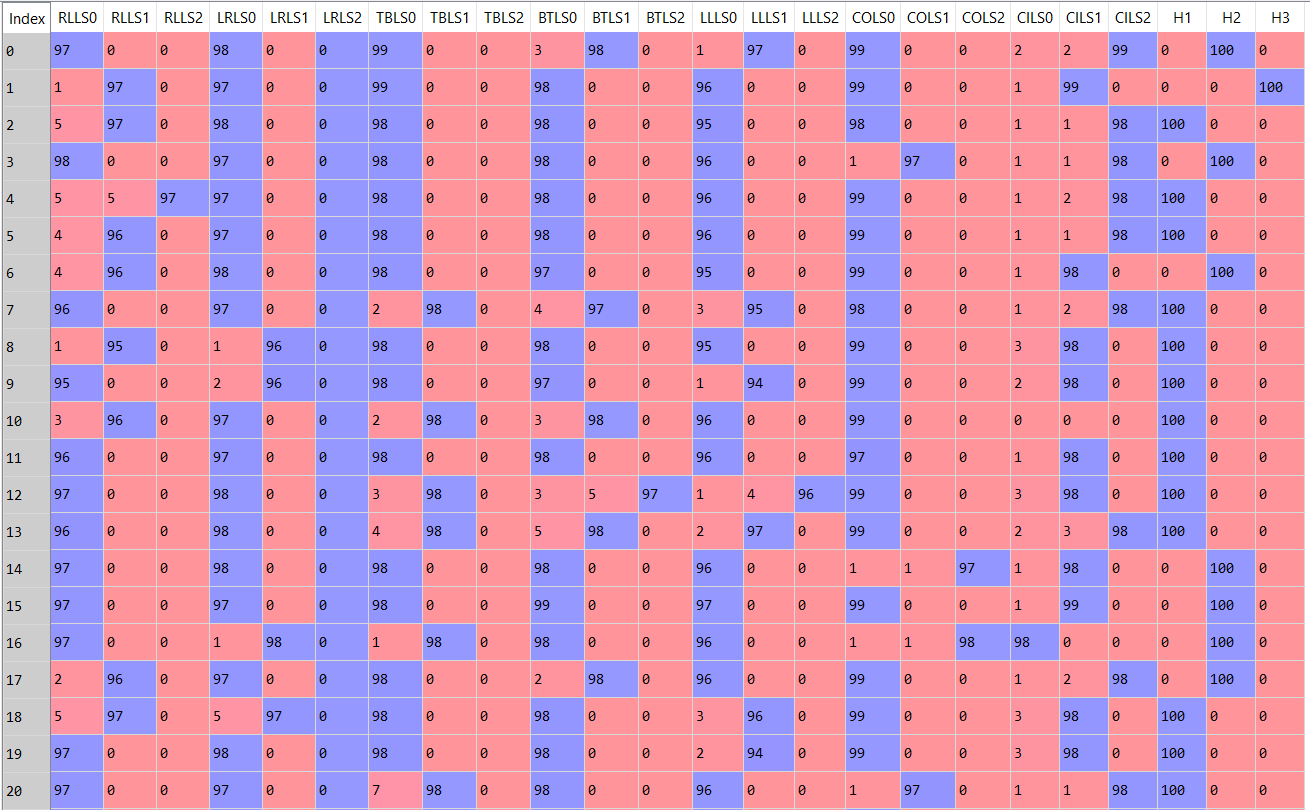 Index RLLS0 RLLS1 RLLS2 LRLS0 LRLS1 LRLS2 TBLS0 TBLS1 TBLS2 BTLS0 BTLS1 BTLS2 LLLS0 LLLS1 LLLS2 COLS0 COLS1 COLS2 CILS0 CILS1 CILS2 H1 H2 H3
0 97 0 0 98 0 0 99 0 0 3 98 0 1 97 0 99 0 0 2 2 99 0 100 0
1 1 97 0 97 0 0 99 0 0 98 0 0 96 0 0 99 0 0 1 99 0 0 0 100
2 5 97 0 98 0 0 98 0 0 98 0 0 95 0 0 98 0 0 1 1 98 100 0 0
3 98 0 0 97 0 0 98 0 0 98 0 0 96 0 0 1 97 0 1 1 98 0 100 0
4 5 5 97 97 0 0 98 0 0 98 0 0 96 0 0 99 0 0 1 2 98 100 0 0
5 4 96 0 97 0 0 98 0 0 98 0 0 96 0 0 99 0 0 1 1 98 100 0 0
6 4 96 0 98 0 0 98 0 0 97 0 0 95 0 0 99 0 0 1 98 0 0 100 0
7 96 0 0 97 0 0 2 98 0 4 97 0 3 95 0 98 0 0 1 2 98 100 0 0
8 1 95 0 1 96 0 98 0 0 98 0 0 95 0 0 99 0 0 3 98 0 100 0 0
9 95 0 0 2 96 0 98 0 0 97 0 0 1 94 0 99 0 0 2 98 0 100 0 0
10 3 96 0 97 0 0 2 98 0 3 98 0 96 0 0 99 0 0 0 0 0 100 0 0
11 96 0 0 97 0 0 98 0 0 98 0 0 96 0 0 97 0 0 1 98 0 100 0 0
12 97 0 0 98 0 0 3 98 0 3 5 97 1 4 96 99 0 0 3 98 0 100 0 0
13 96 0 0 98 0 0 4 98 0 5 98 0 2 97 0 99 0 0 2 3 98 100 0 0
14 97 0 0 98 0 0 98 0 0 98 0 0 96 0 0 1 1 97 1 98 0 0 100 0
15 97 0 0 97 0 0 98 0 0 99 0 0 97 0 0 99 0 0 1 99 0 0 100 0
16 97 0 0 1 98 0 1 98 0 98 0 0 96 0 0 1 1 98 98 0 0 0 100 0
17 2 96 0 97 0 0 98 0 0 2 98 0 96 0 0 99 0 0 1 2 98 0 100 0
18 5 97 0 5 97 0 98 0 0 98 0 0 3 96 0 99 0 0 3 98 0 100 0 0
19 97 0 0 98 0 0 98 0 0 98 0 0 2 94 0 99 0 0 3 98 0 100 0 0
20 97 0 0 97 0 0 7 98 0 98 0 0 96 0 0 1 97 0 1 1 98 100 0 0